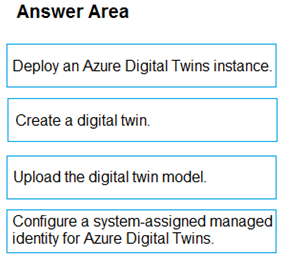 Answer Area
Deploy an Azure Digital Twins instance.
Create a digital twin.
Upload the digital twin model.
Configure a system-assigned managed
identity for Azure Digital Twins.